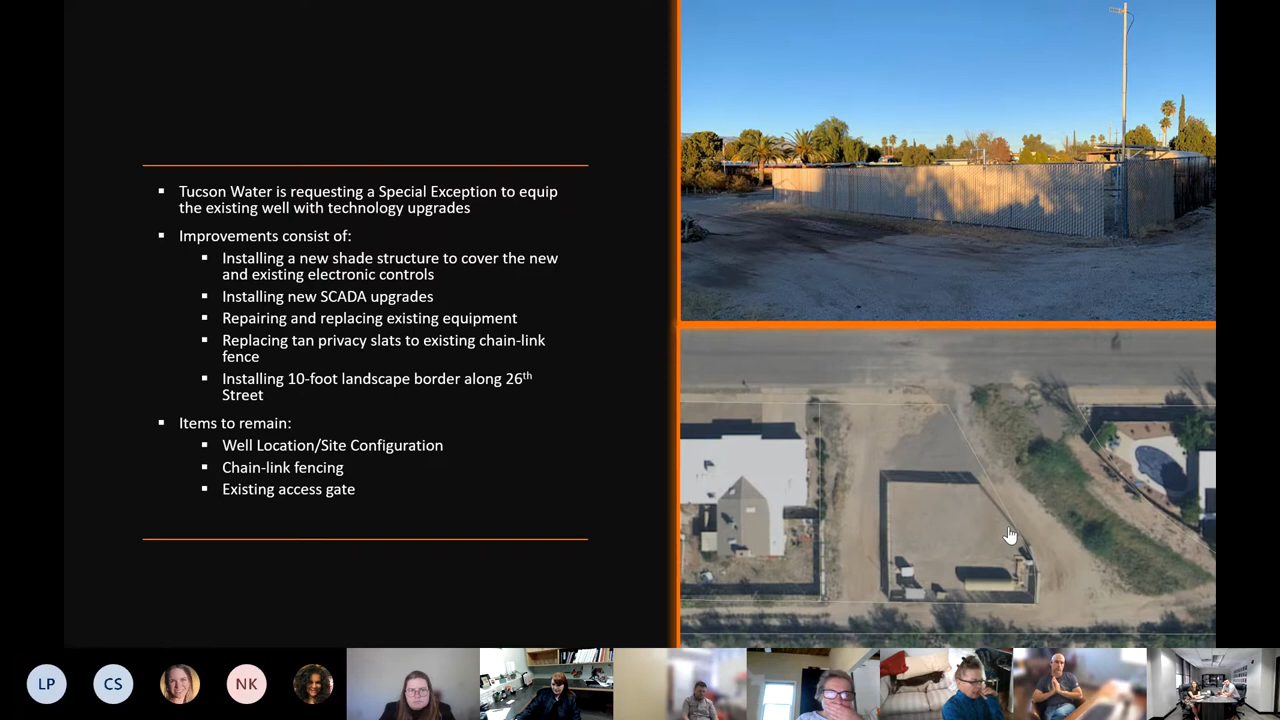 Tucson Water is requesting a Special Exception to equip
the existing well with technology upgrades
Improvements consist of:
Installing a new shade structure to cover the new
and existing electronic controls
Installing new SCADA upgrades
Repairing and replacing existing equipment
Replacing tan privacy slats to existing chain-link
fence
Installing 10-foot landscape border along 26th
Street
Items to remain:
Well Location/Site Configuration
Chain-link fencing
Existing access gate
LP
CS
NK